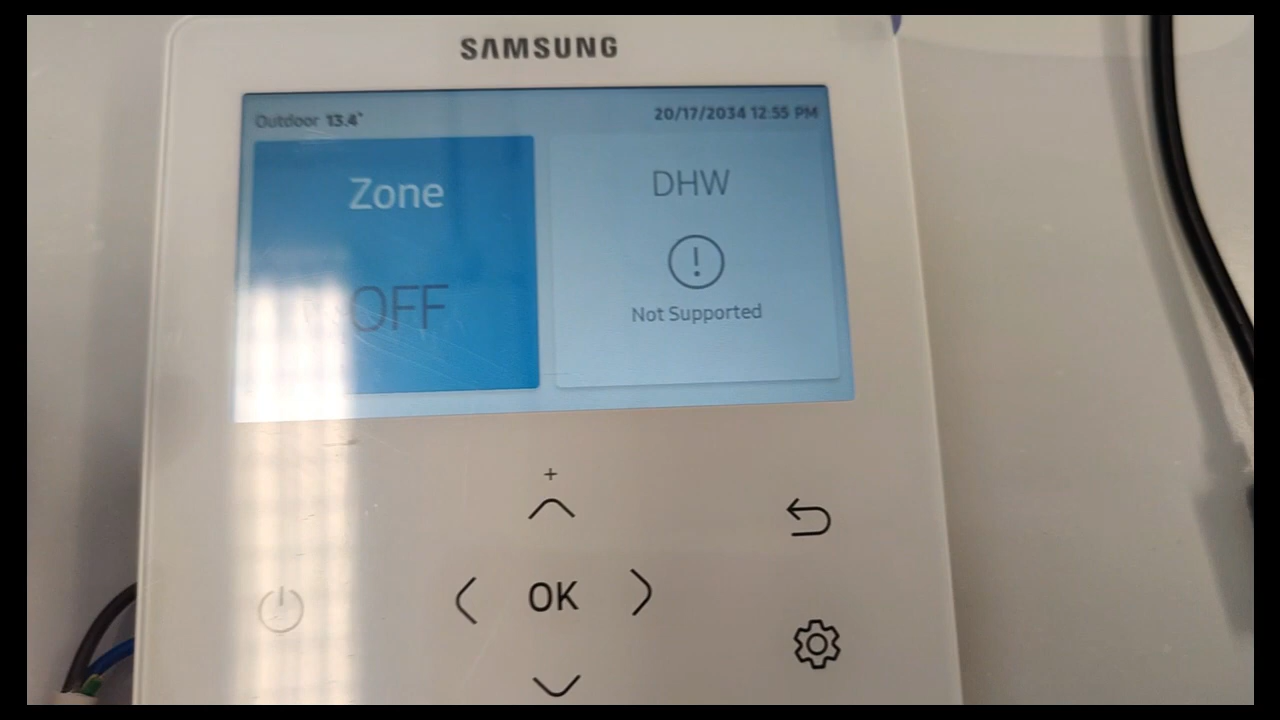 SAMSUNG
Outdoor 13.4°
20/17/2034 12:55 PM
Zone
OFF
DHW
!
Not Supported
+
OK